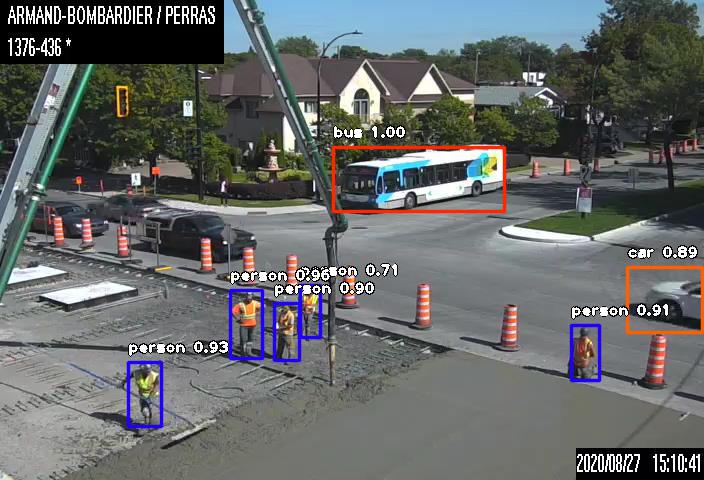 ARMAND-BOMBARDIER / PERRAS
1376-436 *
bus 1.00
car 0.89
person 0.96
person 0.71
person 0.90
person 0.91
person 0.93
2020/08/27 15:10:41